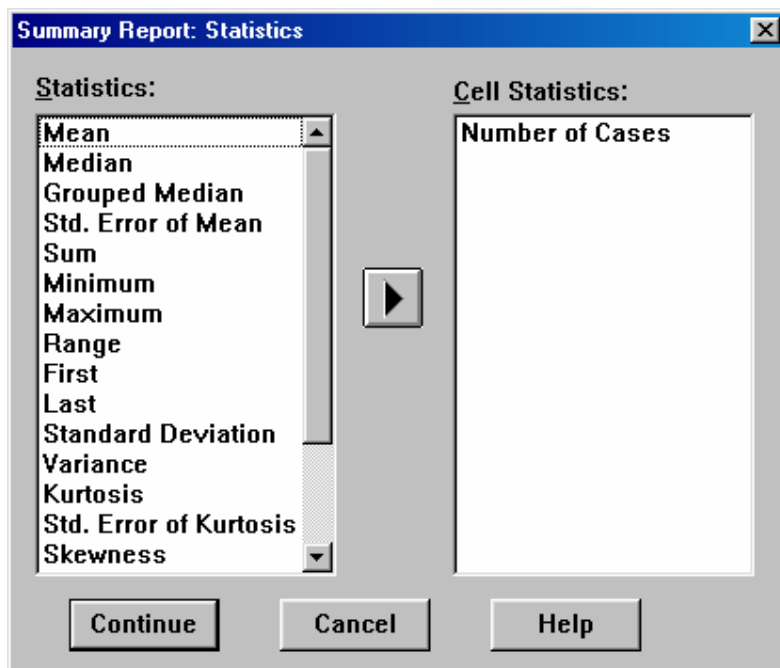 Summary Report: Statistics
Statistics:
Mean
Median
Grouped Median
Std. Error of Mean
Sum
Minimum
Maximum
Range
First
Last
Standard Deviation
Variance
Kurtosis
Std. Error of Kurtosis
Skewness
Cell Statistics:
Number of Cases
Continue
Cancel
Help